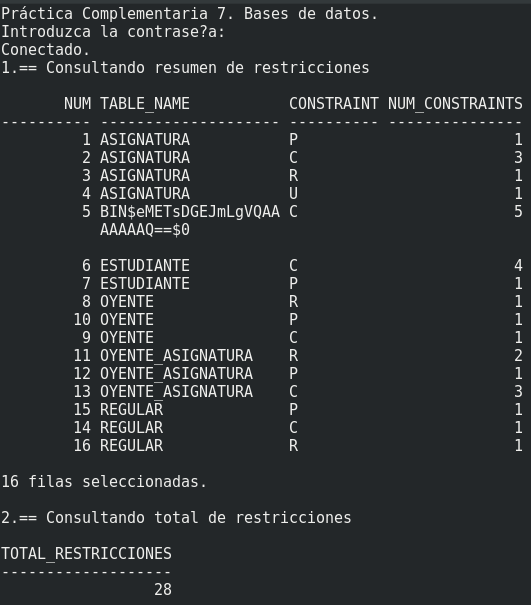 Práctica Complementaria 7. Bases de datos.
Introduzca la contrase?a:
Conectado.
1.== Consultando resumen de restricciones
       NUM TABLE_NAME           CONSTRAINT NUM_CONSTRAINTS
---------- -------------------- ---------- ---------------
         1 ASIGNATURA           P                        1
         2 ASIGNATURA           C                        3
         3 ASIGNATURA           R                        1
         4 ASIGNATURA           U                        1
         5 BIN$eMETsDGEJmLgVQAA C                        5
           AAAAAQ==$0
         6 ESTUDIANTE           C                        4
         7 ESTUDIANTE           P                        1
         8 OYENTE               R                        1
        10 OYENTE               P                        1
         9 OYENTE               C                        1
        11 OYENTE_ASIGNATURA    R                        2
        12 OYENTE_ASIGNATURA    P                        1
        13 OYENTE_ASIGNATURA    C                        3
        15 REGULAR              P                        1
        14 REGULAR              C                        1
        16 REGULAR              R                        1
16 filas seleccionadas.
2.== Consultando total de restricciones
TOTAL_RESTRICCIONES
-------------------
                 28